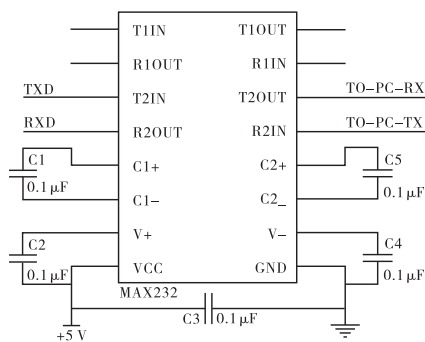 T1IN T1OUT
R1OUT R1IN
TXD T2IN T2OUT TO-PC-RX
RXD R2OUT R2IN TO-PC-TX
C1 C1+ C2+ C5
0.1 μF 0.1 μF
C1- C2_
C2 V+ V- C4
0.1 μF VCC GND 0.1 μF
MAX232
C3 0.1 μF
+5 V